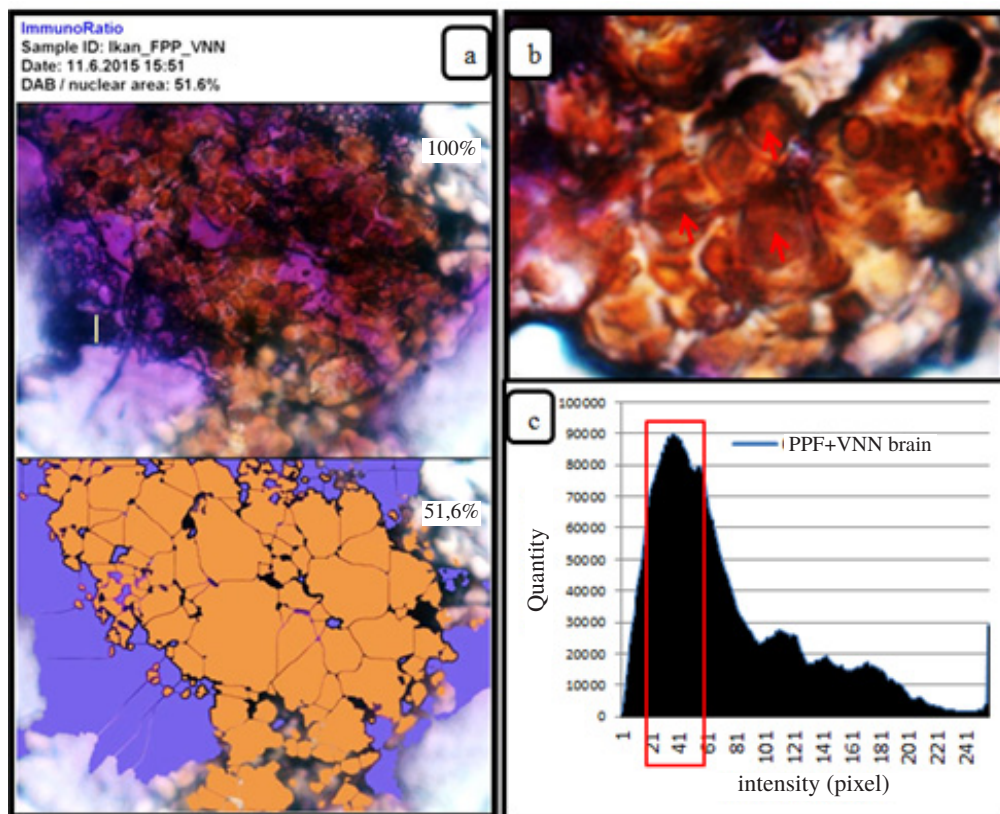 ImmunoRatio
Sample ID: Ikan_FPP_VNN
Date: 11.6.2015 15:51
DAB / nuclear area: 51.6%
a
100%
51,6%
b
c
100000
90000
80000
70000
60000
50000
40000
30000
20000
10000
0
Quantity
PPF+VNN brain
1 21 41 61 81 101 121 141 161 181 201 221 241
intensity (pixel)